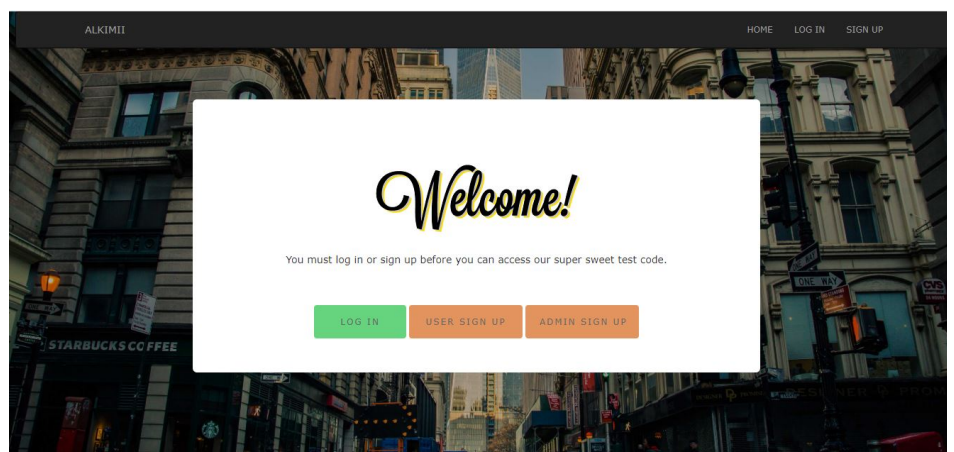 ALKIMII
HOME LOG IN SIGN UP
Welcome!
You must log in or sign up before you can access our super sweet test code.
LOG IN USER SIGN UP ADMIN SIGN UP
ONE WAY
CVS
STARBUCKS COFFEE